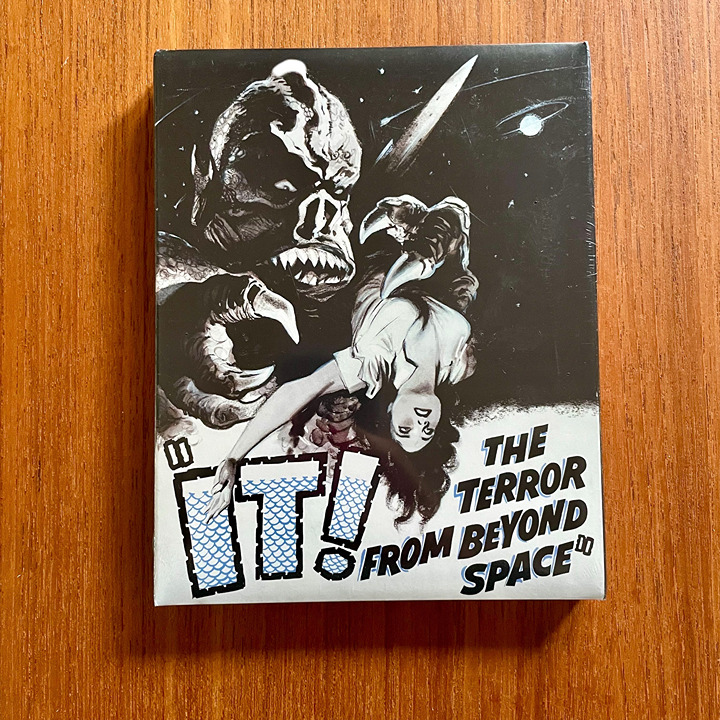 "IT!
THE
TERROR
FROM BEYOND
SPACE"